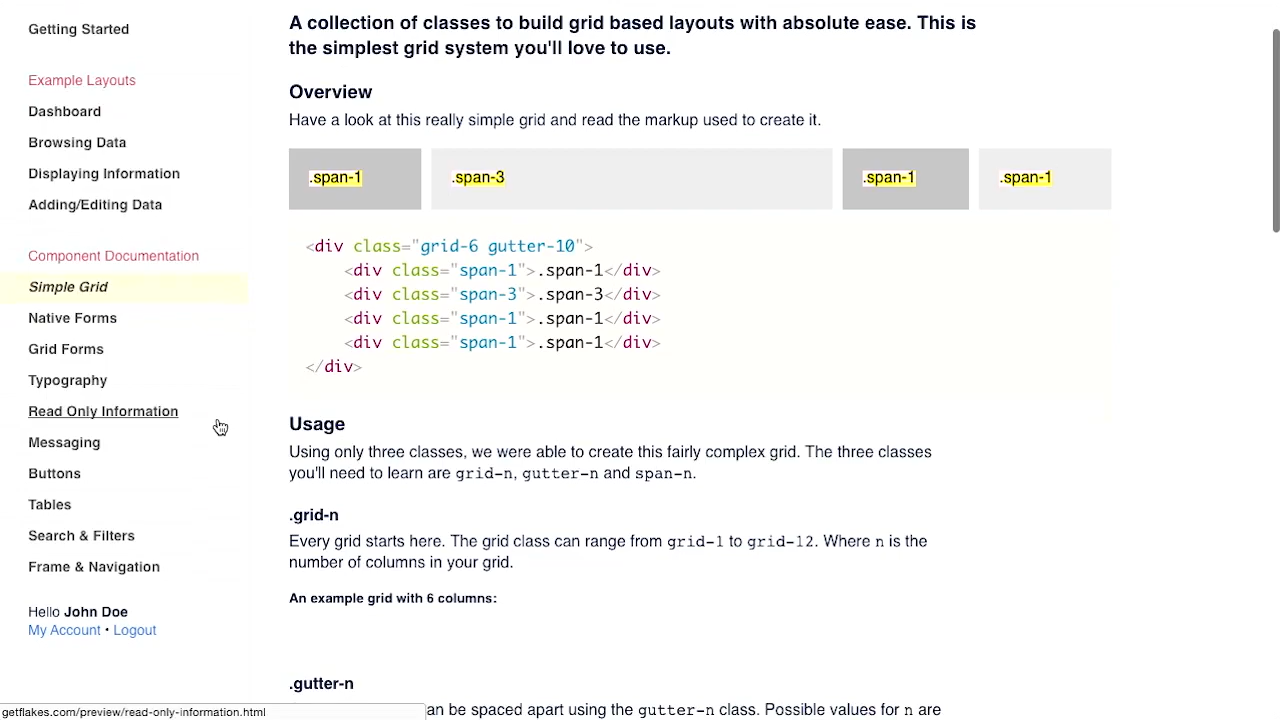 Getting Started
Example Layouts
Dashboard
Browsing Data
Displaying Information
Adding/Editing Data
Component Documentation
Simple Grid
Native Forms
Grid Forms
Typography
Read Only Information
Messaging
Buttons
Tables
Search & Filters
Frame & Navigation
Hello John Doe
My Account • Logout
A collection of classes to build grid based layouts with absolute ease. This is
the simplest grid system you'll love to use.
Overview
Have a look at this really simple grid and read the markup used to create it.
.span-1 .span-3 .span-1 .span-1
<div class="grid-6 gutter-10">
<div class="span-1">.span-1</div>
<div class="span-3">.span-3</div>
<div class="span-1">.span-1</div>
<div class="span-1">.span-1</div>
</div>
Usage
Using only three classes, we were able to create this fairly complex grid. The three classes
you'll need to learn are grid-n, gutter-n and span-n.
.grid-n
Every grid starts here. The grid class can range from grid-1 to grid-12. Where n is the
number of columns in your grid.
An example grid with 6 columns:
.gutter-n
an be spaced apart using the gutter-n class. Possible values for n are
getflakes.com/preview/read-only-information.html